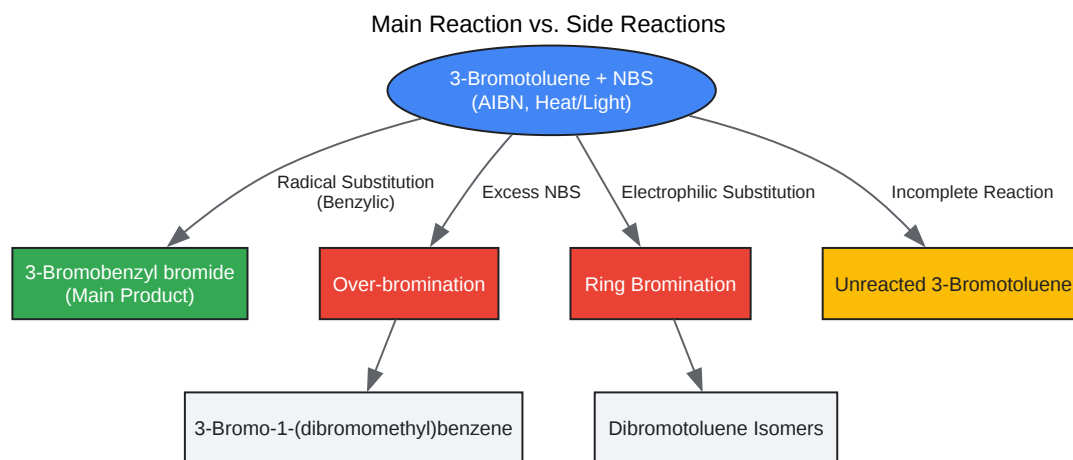 Main Reaction vs. Side Reactions
3-Bromotoluene + NBS
(AIBN, Heat/Light)
Radical Substitution
(Benzylic)
Excess NBS
Electrophilic Substitution
Incomplete Reaction
3-Bromobenzyl bromide
(Main Product)
Over-bromination
Ring Bromination
Unreacted 3-Bromotoluene
3-Bromo-1-(dibromomethyl)benzene
Dibromotoluene Isomers